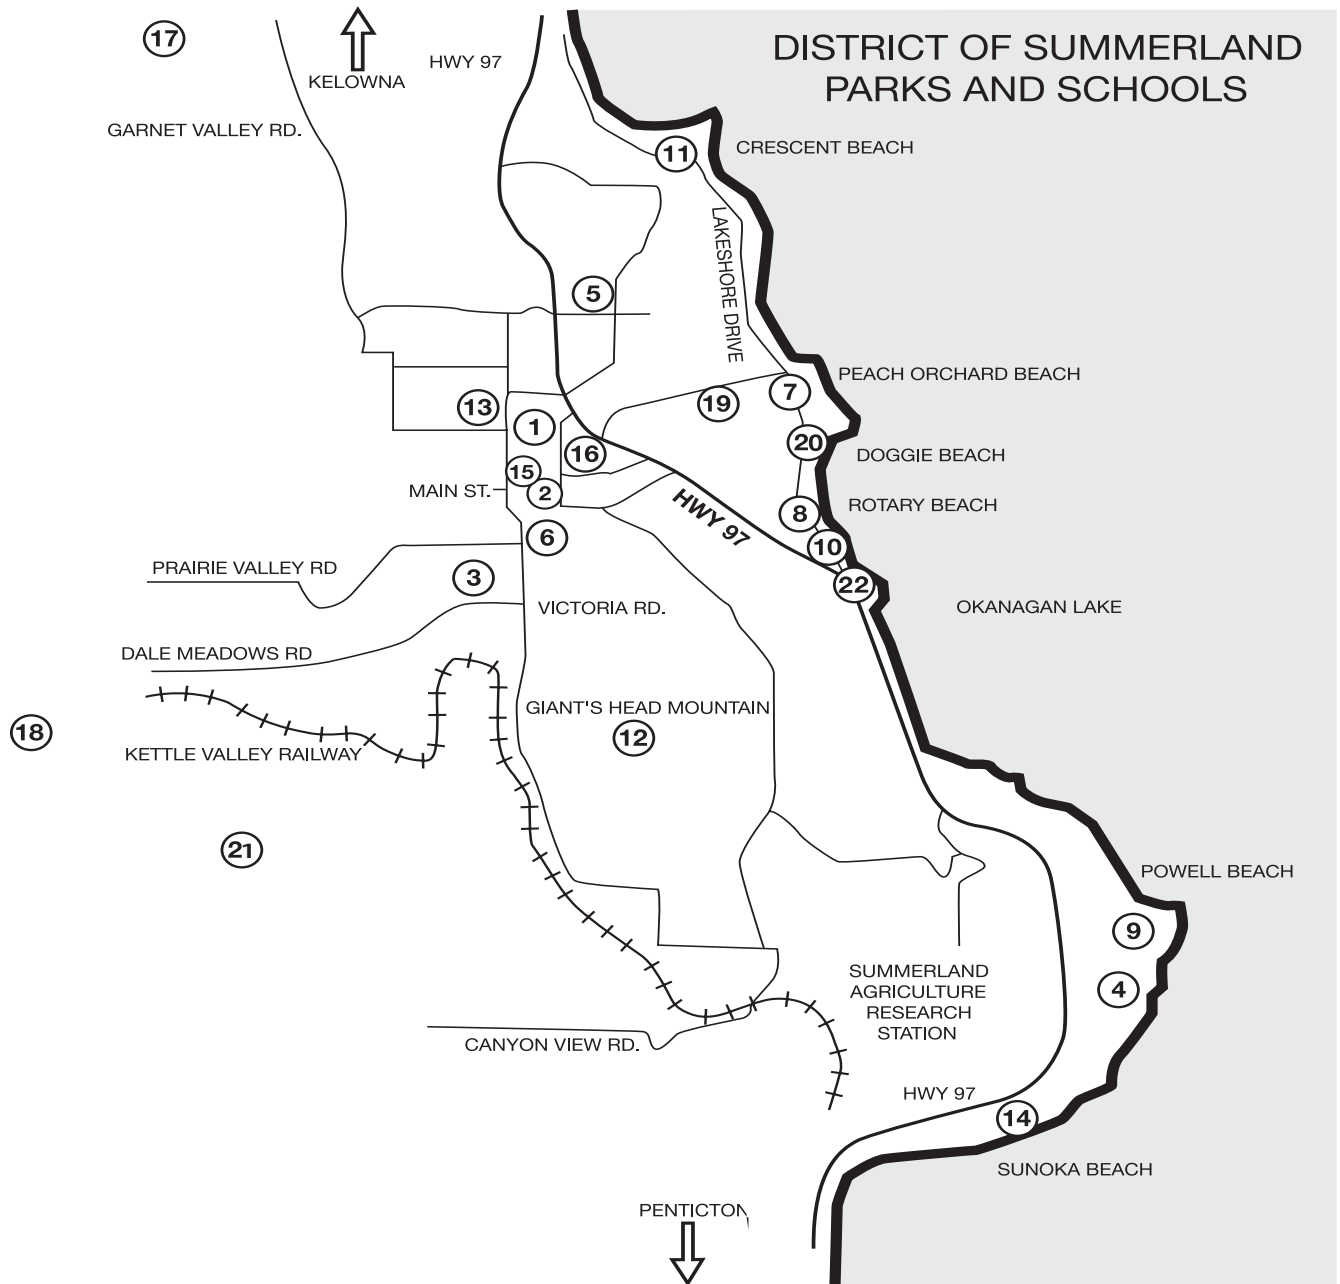 DISTRICT OF SUMMERLAND
PARKS AND SCHOOLS
17
KELOWNA
HWY 97
GARNET VALLEY RD.
11
CRESCENT BEACH
LAKESHORE DRIVE
5
PEACH ORCHARD BEACH
7
13
19
1
20
16
DOGGIE BEACH
15
MAIN ST.
2
HWY 97
8
ROTARY BEACH
6
10
PRAIRIE VALLEY RD
3
22
VICTORIA RD.
OKANAGAN LAKE
DALE MEADOWS RD
GIANT'S HEAD MOUNTAIN
12
18
KETTLE VALLEY RAILWAY
21
POWELL BEACH
9
4
SUMMERLAND
AGRICULTURE
RESEARCH
STATION
CANYON VIEW RD.
HWY 97
14
SUNOKA BEACH
PENTICTON